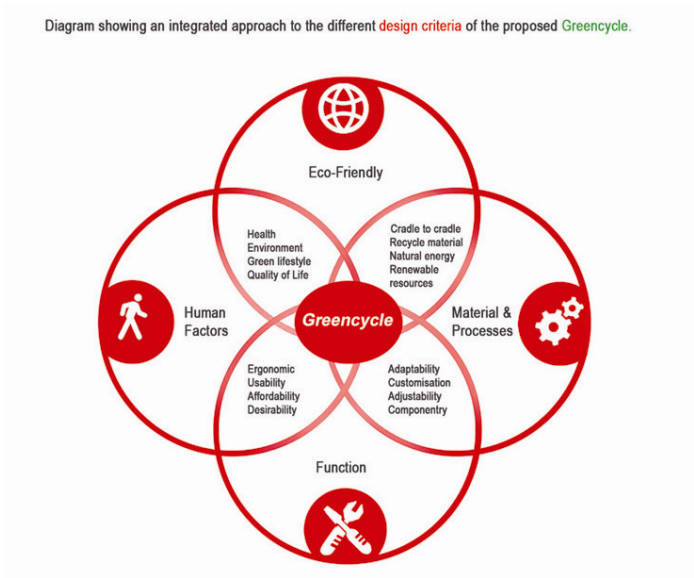 Diagram showing an integrated approach to the different design criteria of the proposed Greencycle.
Eco-Friendly
Health
Environment
Green lifestyle
Quality of Life
Cradle to cradle
Recycle material
Natural energy
Renewable
resources
Human
Factors
Greencycle
Material &
Processes
Ergonomic
Usability
Affordability
Desirability
Adaptability
Customisation
Adjustability
Componentry
Function